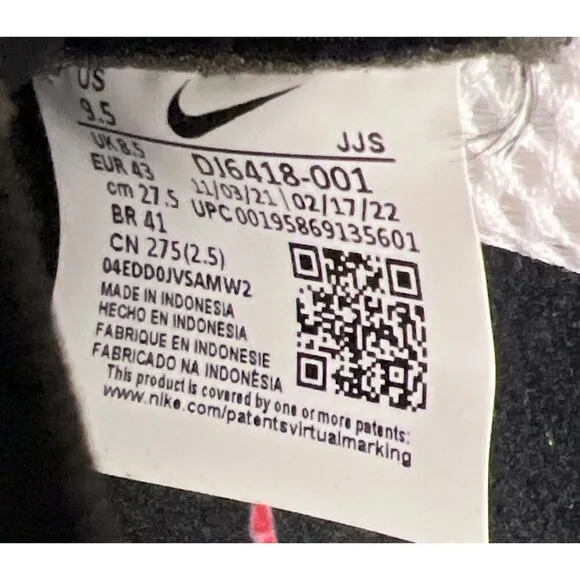 US
9.5
JJS
UK 8.5
EUR 43
cm 27.5
BR 41
CN 275(2.5)
DJ6418-001
11/03/21 | 02/17/22
UPC 00195869135601
04EDD0JVSAMW2
MADE IN INDONESIA
HECHO EN INDONESIA
FABRIQUE EN INDONESIE
FABRICADO NA INDONÉSIA
This product is covered by one or more patents:
www.nike.com/patentsvirtualmarking